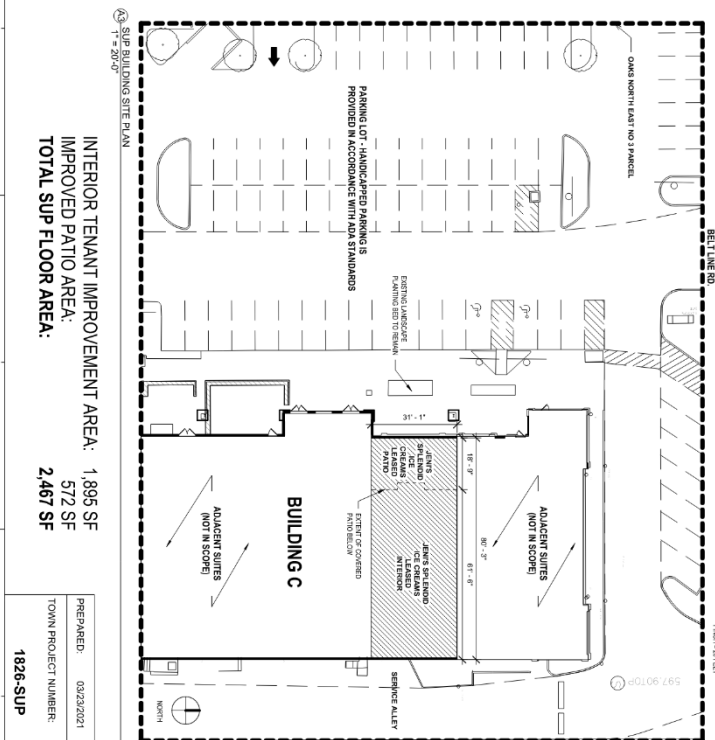 BELT LINE RD.
OAKS NORTH EAST NO 3 PARCEL
PARKING LOT - HANDICAPPED PARKING IS
PROVIDED IN ACCORDANCE WITH ADA STANDARDS
EXISTING LANDSCAPE
PLANTING BED TO REMAIN
31' - 1"
18' - 9"
61' - 6"
80' - 3"
JENI'S
SPLENDID
ICE
CREAMS
LEASED
PATIO
JENI'S SPLENDID
ICE CREAMS
LEASED
INTERIOR
EXTENT OF COVERED
PATIO BELOW
ADJACENT SUITES
(NOT IN SCOPE)
BUILDING C
ADJACENT SUITES
(NOT IN SCOPE)
SERVICE ALLEY
597.90TOP
NORTH
A3 SUP BUILDING SITE PLAN
1" = 20'-0"
INTERIOR TENANT IMPROVEMENT AREA: 1,895 SF
IMPROVED PATIO AREA: 572 SF
TOTAL SUP FLOOR AREA: 2,467 SF
PREPARED: 03/23/2021
TOWN PROJECT NUMBER:
1826-SUP